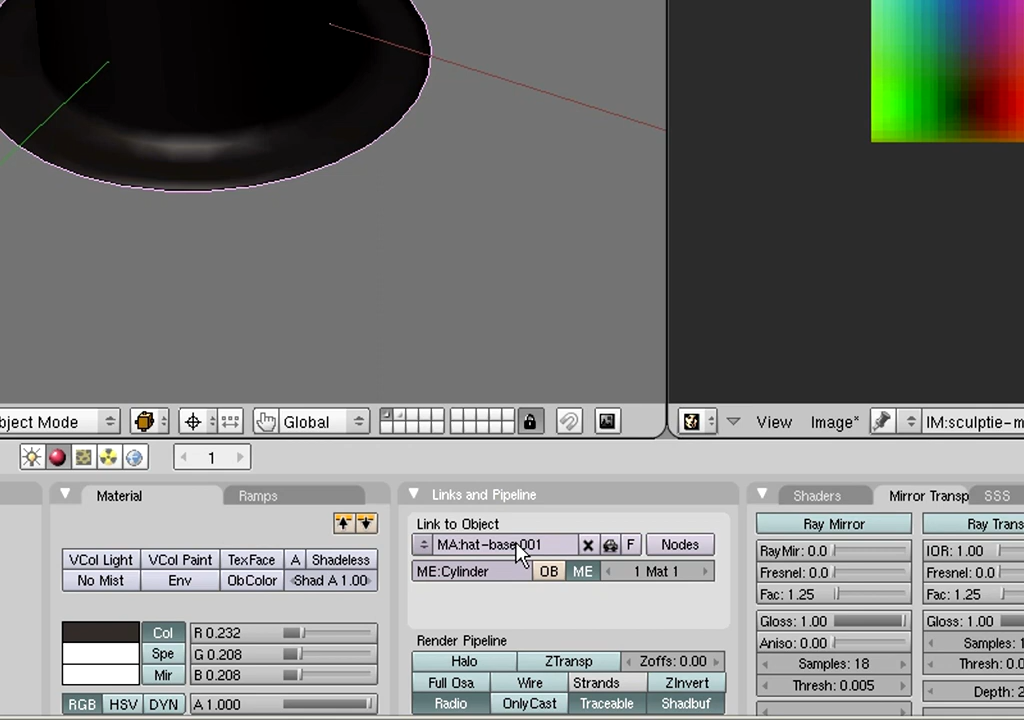 bject Mode Global View Image* IM:sculptie-m
1
Material Ramps Links and Pipeline Shaders Mirror Transp SSS
Link to Object Ray Mirror Ray Trans
MA:hat-base.001 F Nodes
VCol Light VCol Paint TexFace A Shadeless RayMir: 0.0 IOR: 1.00
ME:Cylinder OB ME 1 Mat 1 Fresnel: 0.0 Fresnel: 0.0
No Mist Env ObColor Shad A 1.00 Fac: 1.25 Fac: 1.25
Gloss: 1.00 Gloss: 1.00
Col R 0.232 Render Pipeline Aniso: 0.00 Samples: 1
Spe G 0.208 Halo ZTransp Zoffs: 0.00 Samples: 18 Thresh: 0.0
Mir B 0.208 Full Osa Wire Strands ZInvert Thresh: 0.005 Depth: 2
RGB HSV DYN A 1.000 Radio OnlyCast Traceable Shadbuf